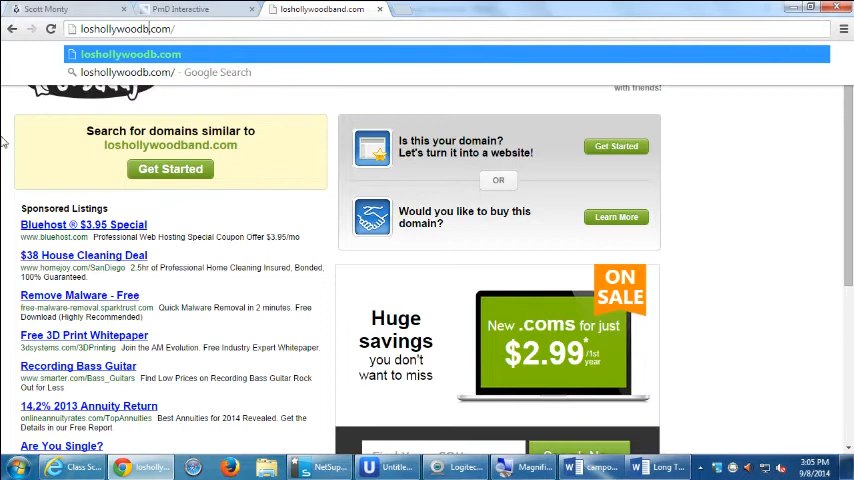 Scott Monty
PmD Interactive
loshollywoodband.com
loshollywoodb.com/
loshollywoodb.com
loshollywoodb.com/ - Google Search
with friends!
Search for domains similar to
loshollywoodband.com
Get Started
Is this your domain?
Let's turn it into a website!
Get Started
OR
Would you like to buy this
domain?
Learn More
Sponsored Listings
Bluehost ® $3.95 Special
www.bluehost.com Professional Web Hosting Special Coupon Offer $3.95/mo
$38 House Cleaning Deal
www.homejoy.com/SanDiego 2.5hr of Professional Home Cleaning Insured, Bonded,
100% Guaranteed.
Remove Malware - Free
free-malware-removal.sparktrust.com Quick Malware Removal in 2 minutes. Free
Download (Highly Recommended)
Free 3D Print Whitepaper
3dsystems.com/3DPrinting Join the AM Evolution. Free Industry Expert Whitepaper.
Recording Bass Guitar
www.smarter.com/Bass_Guitars Find Low Prices on Recording Bass Guitar Rock
Out for Less
14.2% 2013 Annuity Return
onlineannuityrates.com/TopAnnuities Best Annuities for 2014 Revealed. Get the
Details in our Free Report.
Are You Single?
ON
SALE
Huge
savings
you don't
want to miss
New .coms for just
$2.99*
/1st
year
Class Sc...
losholly...
NetSup...
Untitle...
Logitec...
Magnifi...
campo...
Long T...
3:05 PM
9/8/2014